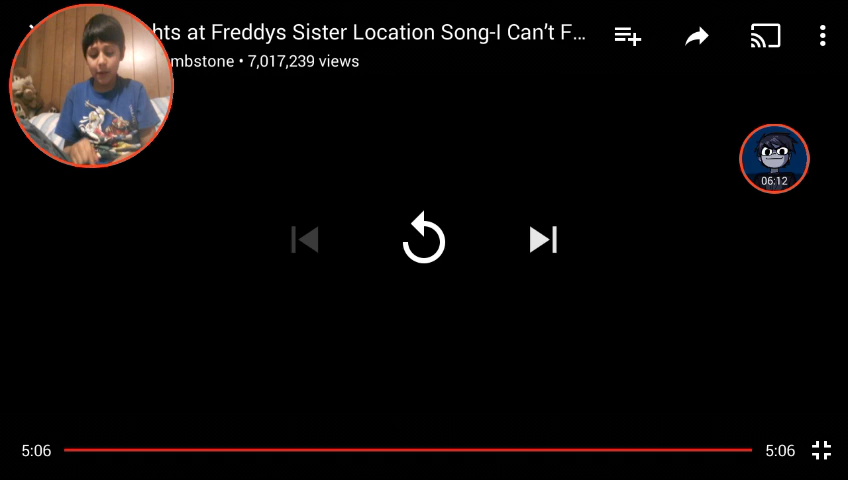 hts at Freddys Sister Location Song-I Can't F...
mbstone • 7,017,239 views
06:12
5:06
5:06